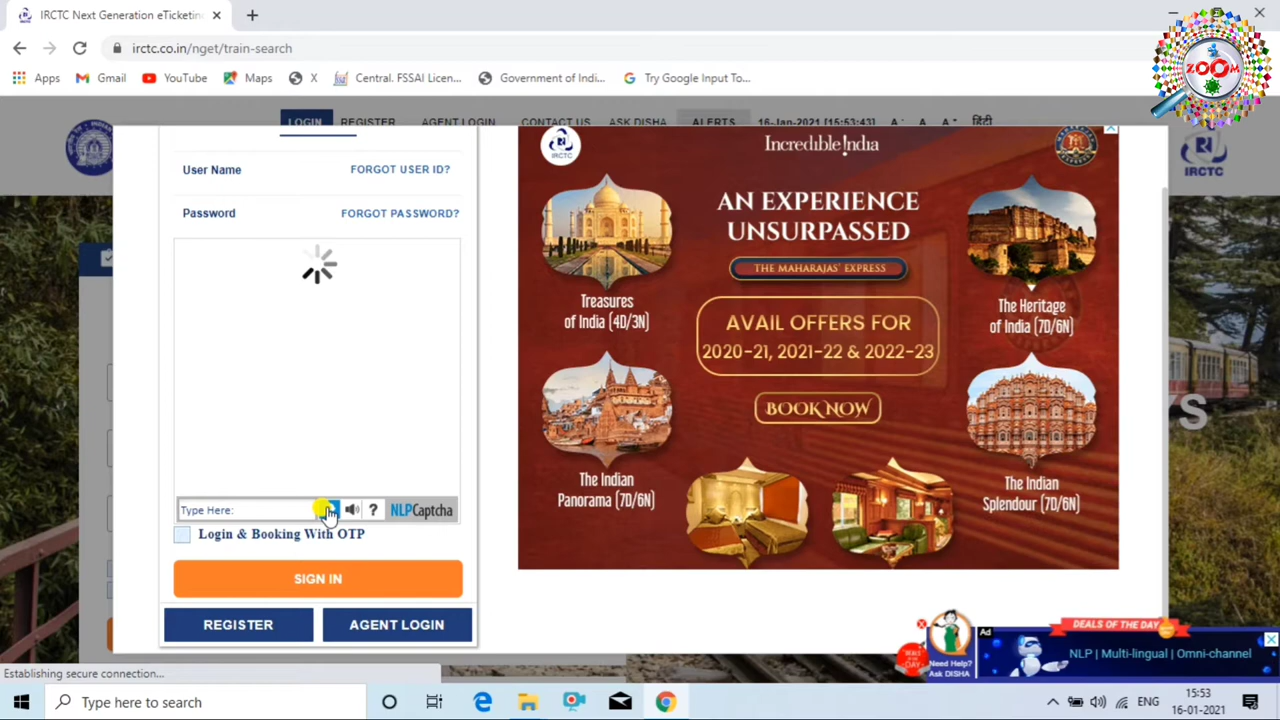 IRCTC Next Generation eTicketin
irctc.co.in/nget/train-search
Apps Gmail YouTube Maps X Central. FSSAI Licen... Government of Indi... Try Google Input To...
ZOOM
LOGIN REGISTER AGENT LOGIN CONTACT US ASK DISHA ALERTS 16-Jan-2021 [15:53:43] A- A A+ हिंदी
IRCTC
User Name FORGOT USER ID?
Password FORGOT PASSWORD?
Type Here: ? NLPCaptcha
Login & Booking With OTP
SIGN IN
REGISTER AGENT LOGIN
IRCTC
Incredible!ndia
AN EXPERIENCE
UNSURPASSED
THE MAHARAJAS' EXPRESS
Treasures
of India (4D/3N)
The Heritage
of India (7D/6N)
AVAIL OFFERS FOR
2020-21, 2021-22 & 2022-23
BOOK NOW
The Indian
Panorama (7D/6N)
The Indian
Splendour (7D/6N)
YS
DEALS OF THE DAY
Need Help?
Ask DISHA
Ad
NLP | Multi-lingual | Omni-channel
Establishing secure connection...
Type here to search
ENG
15:53
16-01-2021